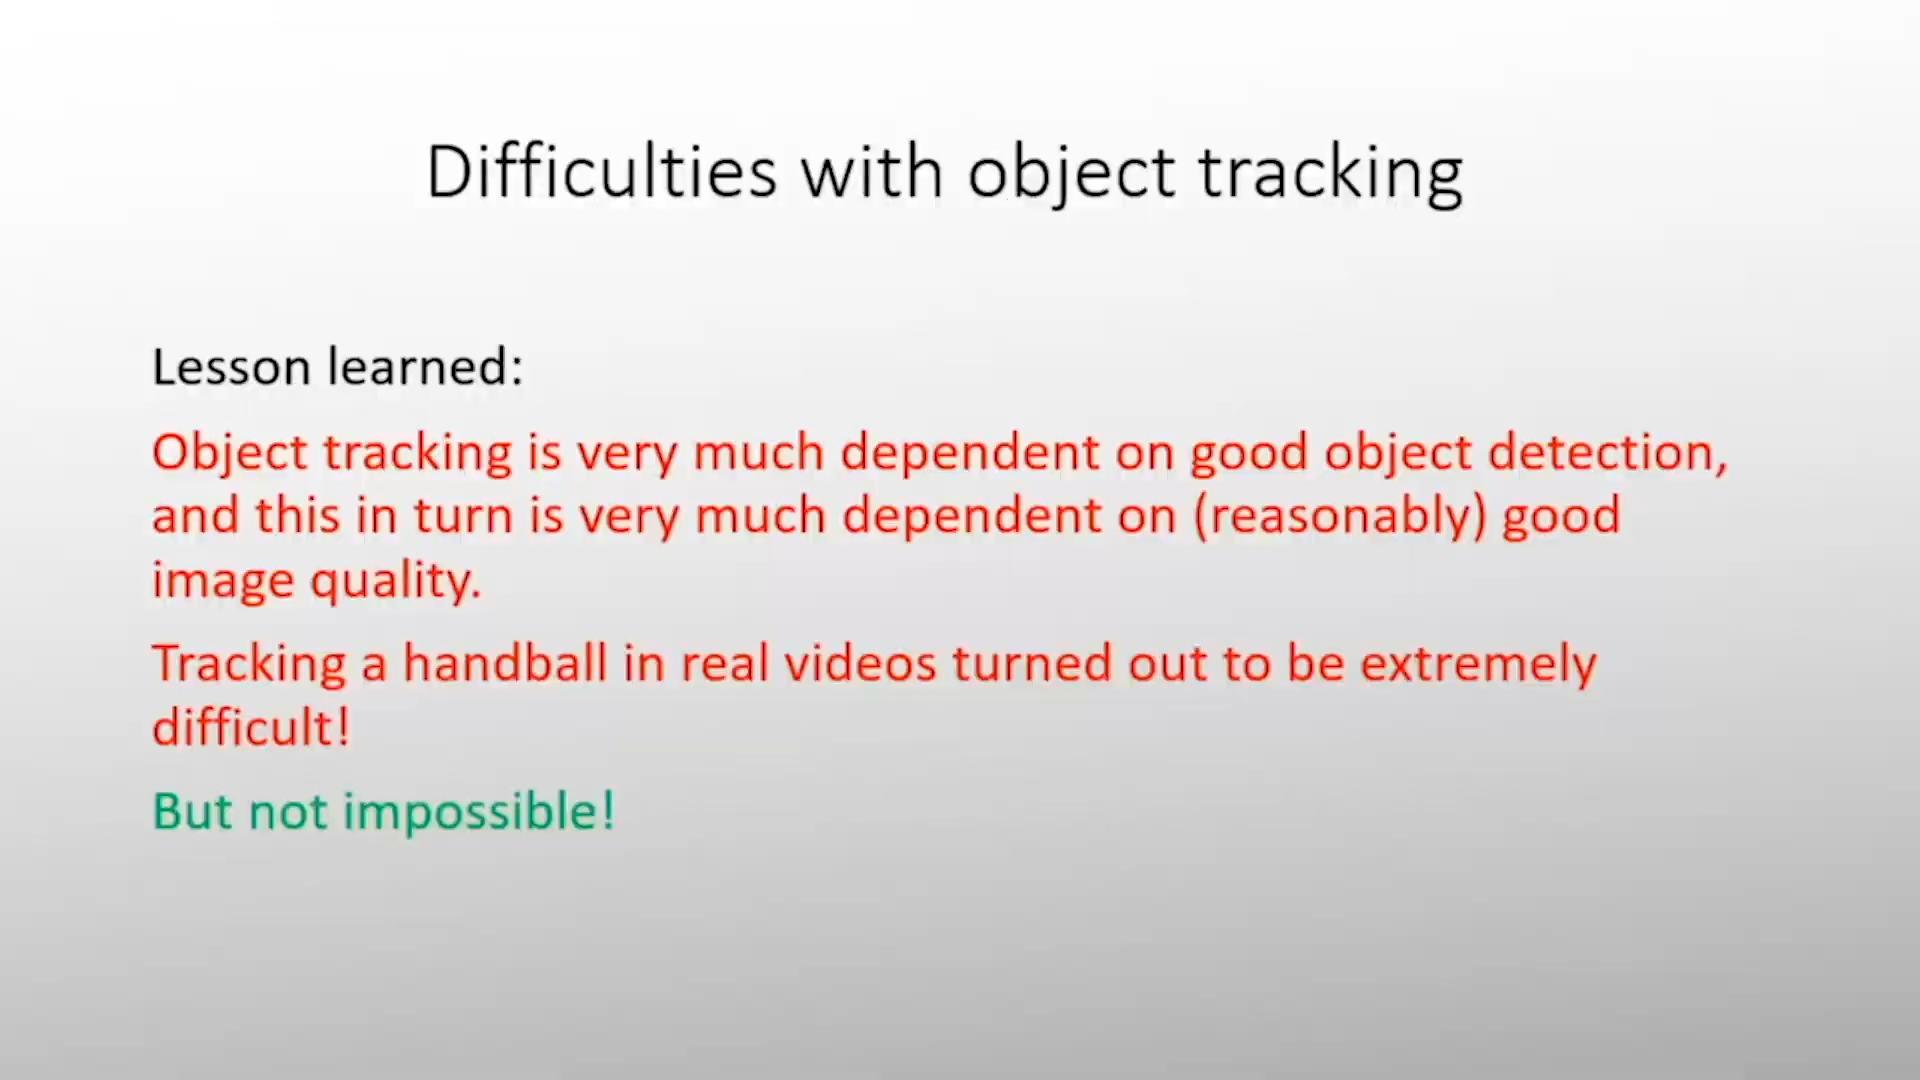 Difficulties with object tracking
Lesson learned:
Object tracking is very much dependent on good object detection,
and this in turn is very much dependent on (reasonably) good
image quality.
Tracking a handball in real videos turned out to be extremely
difficult!
But not impossible!